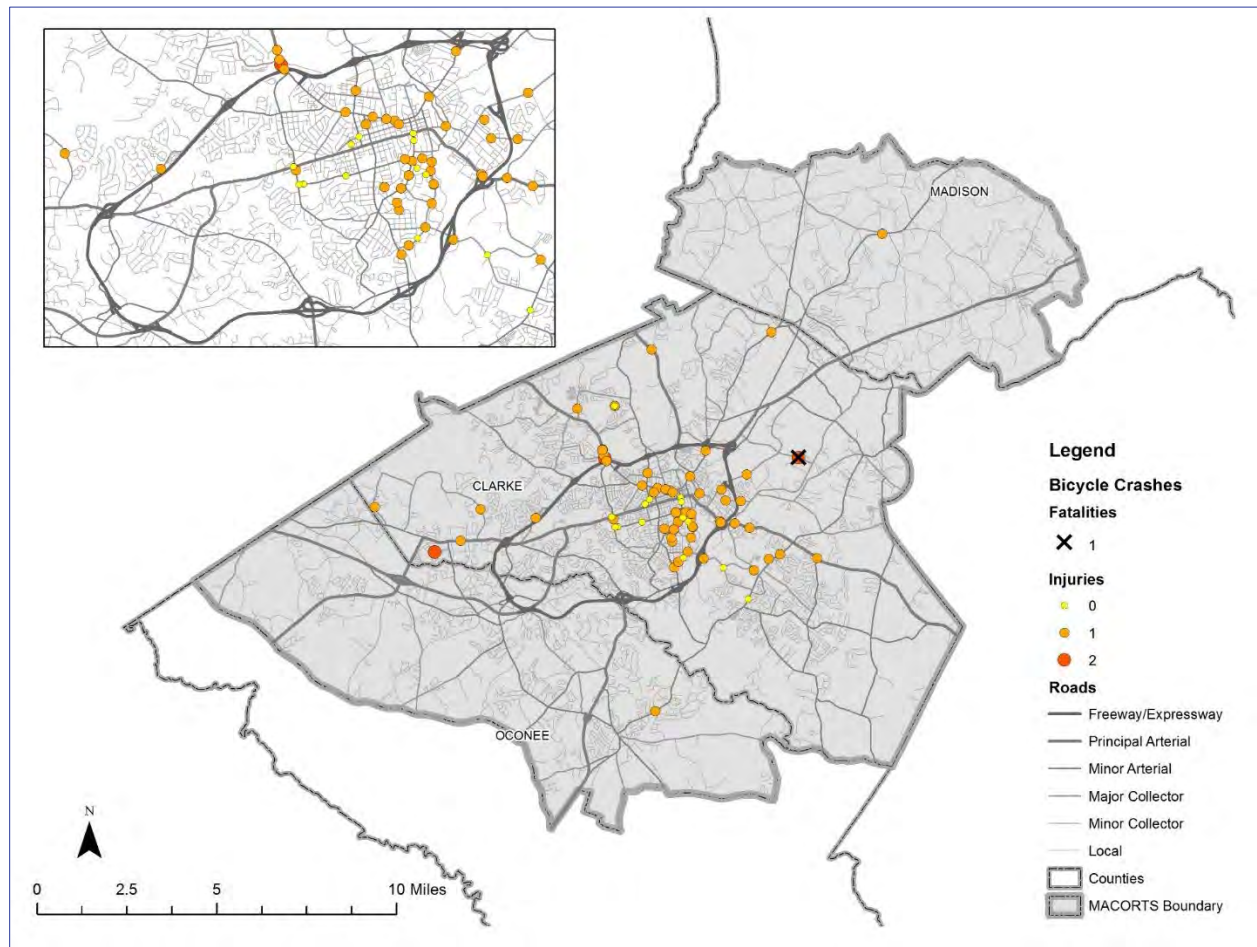 MADISON
CLARKE
OCONEE
Legend
Bicycle Crashes
Fatalities
1
Injuries
0
1
2
Roads
Freeway/Expressway
Principal Arterial
Minor Arterial
Major Collector
Minor Collector
Local
Counties
MACORTS Boundary
N
0 2.5 5 10 Miles